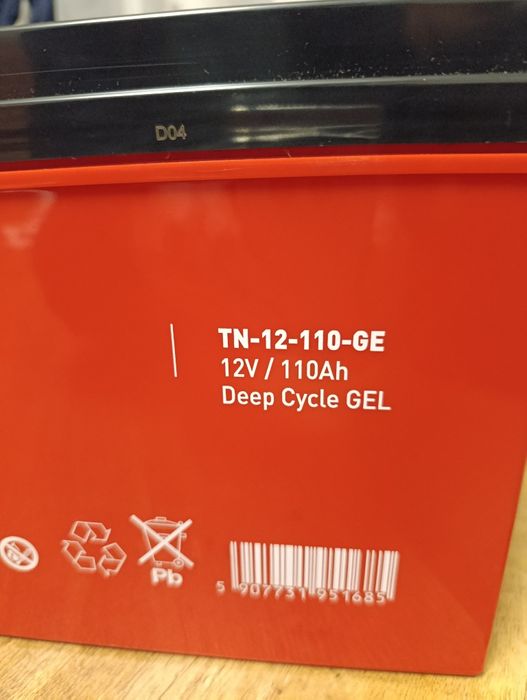 D04
TN-12-110-GE
12V / 110Ah
Deep Cycle GEL
Pb
5 907731 951685